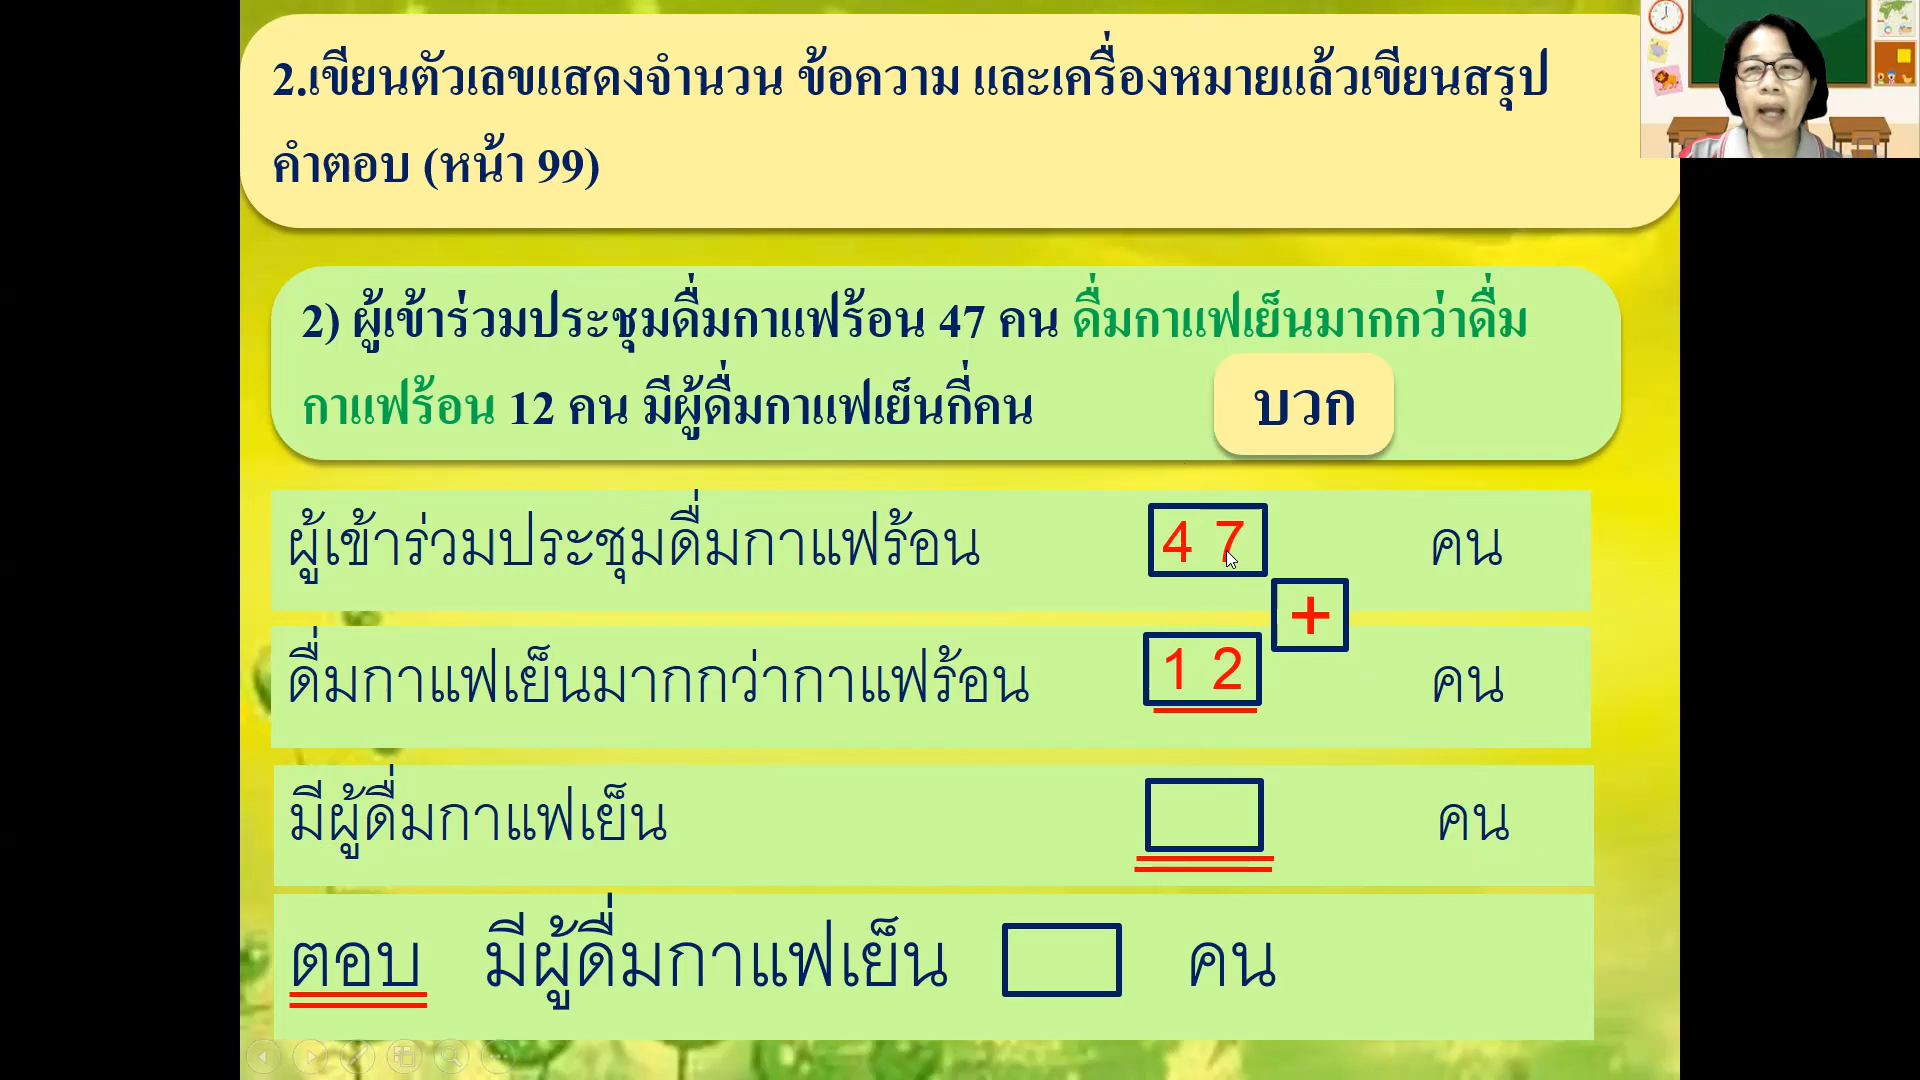 2.เขียนตัวเลขแสดงจำนวน ข้อความ และเครื่องหมายแล้วเขียนสรุป
คำตอบ (หน้า 99)
2) ผู้เข้าร่วมประชุมดื่มกาแฟร้อน 47 คน ดื่มกาแฟเย็นมากกว่าดื่ม
กาแฟร้อน 12 คน มีผู้ดื่มกาแฟเย็นกี่คน บวก
ผู้เข้าร่วมประชุมดื่มกาแฟร้อน 4 7 คน
+
ดื่มกาแฟเย็นมากกว่ากาแฟร้อน 1 2 คน
มีผู้ดื่มกาแฟเย็น คน
ตอบ มีผู้ดื่มกาแฟเย็น คน